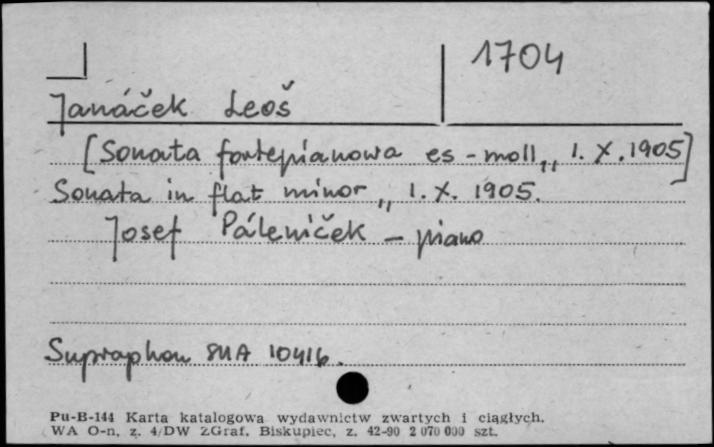 1704
Janáček Leoš
[Sonata fortepianowa es-moll „ 1. X. 1905]
Sonata in flat minor „ 1. X. 1905.
Josef Páleniček - piano
Supraphon SUA 10416.
Pu-B-144 Karta katalogowa wydawnictw zwartych i ciągłych.
WA O-n, z. 4/DW ZGraf. Biskupiec, z. 42-90 2 070 000 szt.